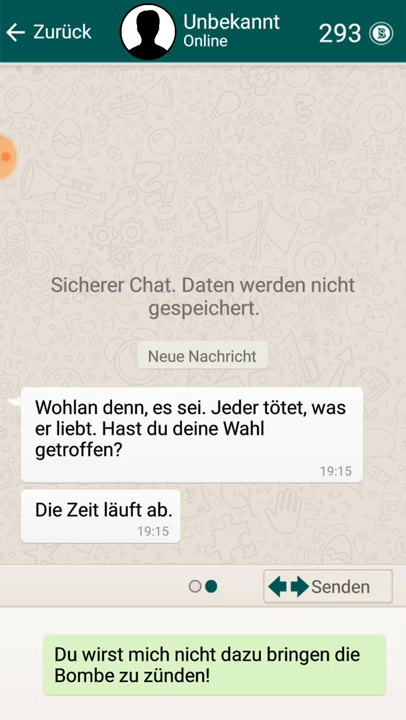 Zurück
Unbekannt
Online
293
Sicherer Chat. Daten werden nicht
gespeichert.
Neue Nachricht
Wohlan denn, es sei. Jeder tötet, was
er liebt. Hast du deine Wahl
getroffen?
19:15
Die Zeit läuft ab.
19:15
Senden
Du wirst mich nicht dazu bringen die
Bombe zu zünden!